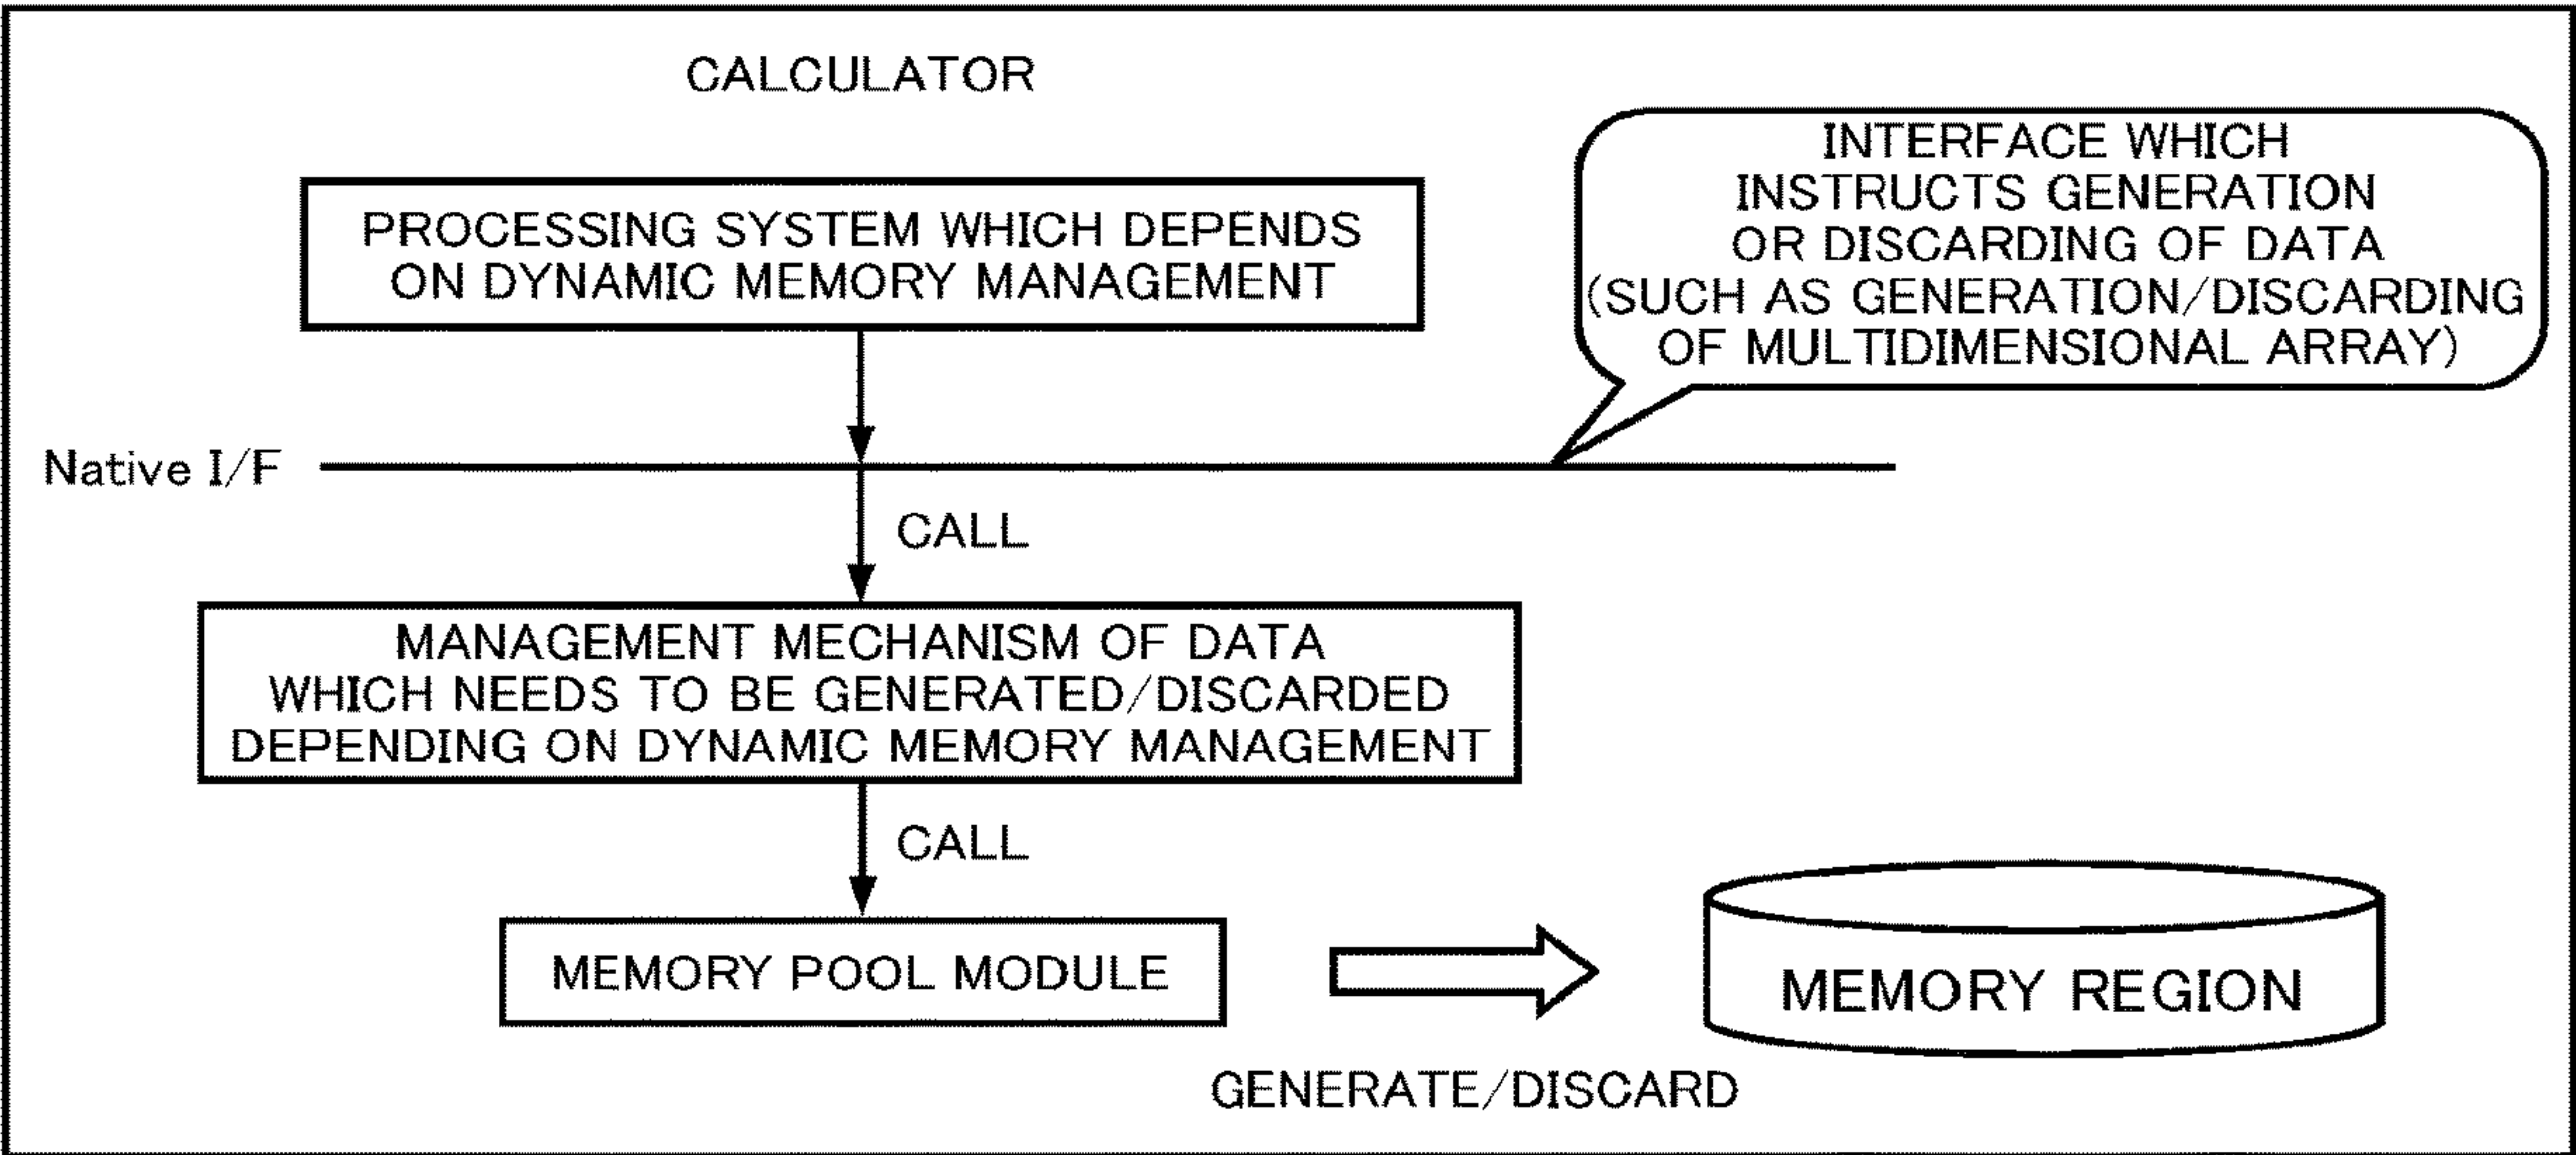 CALCULATOR
INTERFACE WHICH
INSTRUCTS GENERATION
OR DISCARDING OF DATA
(SUCH AS GENERATION/DISCARDING
OF MULTIDIMENSIONAL ARRAY)
PROCESSING SYSTEM WHICH DEPENDS
ON DYNAMIC MEMORY MANAGEMENT
Native I/F
CALL
MANAGEMENT MECHANISM OF DATA
WHICH NEEDS TO BE GENERATED/DISCARDED
DEPENDING ON DYNAMIC MEMORY MANAGEMENT
CALL
MEMORY POOL MODULE
MEMORY REGION
GENERATE/DISCARD